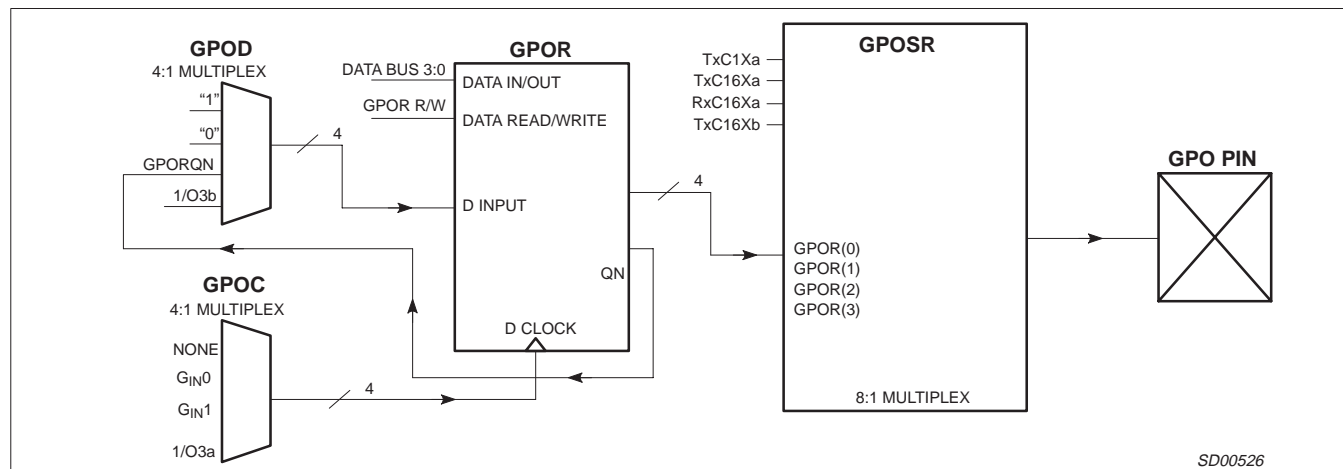 GPOD
4:1 MULTIPLEX
“1”
“0”
GPORQN
1/O3b
4
GPOC
4:1 MULTIPLEX
NONE
GIN0
GIN1
1/O3a
4
GPOR
DATA BUS 3:0
DATA IN/OUT
GPOR R/W
DATA READ/WRITE
D INPUT
QN
D CLOCK
4
GPOSR
TxC1Xa
TxC16Xa
RxC16Xa
TxC16Xb
GPOR(0)
GPOR(1)
GPOR(2)
GPOR(3)
8:1 MULTIPLEX
GPO PIN
SD00526